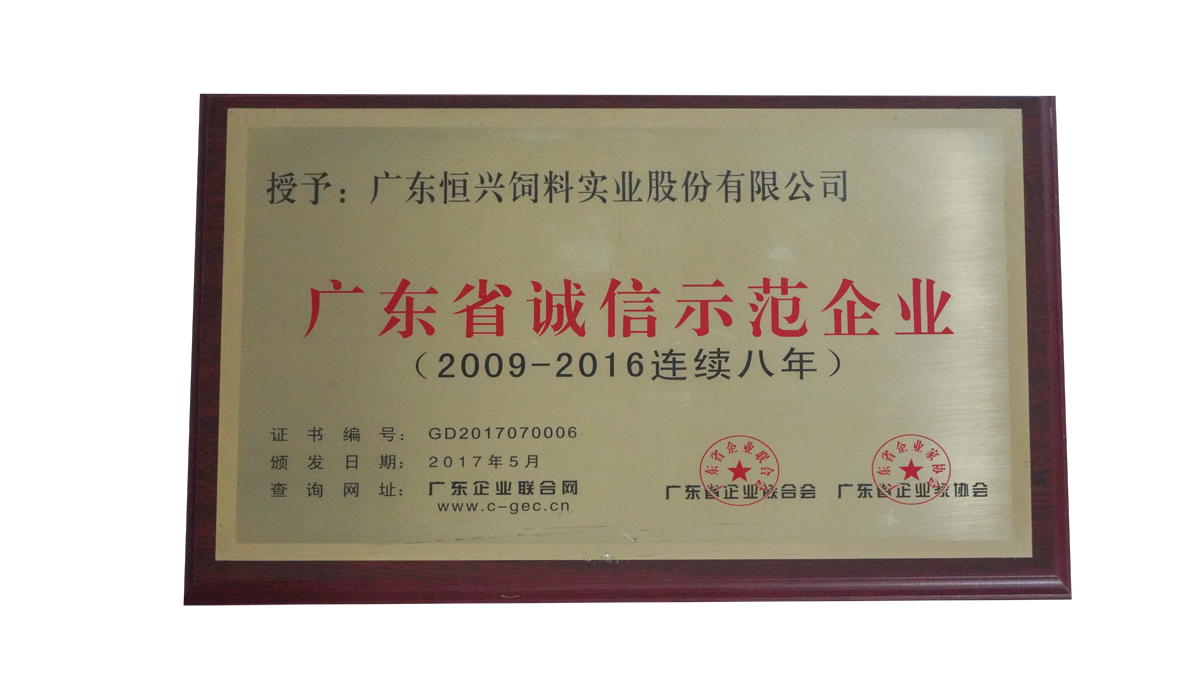 授予：广东恒兴饲料实业股份有限公司
广东省诚信示范企业
（2009-2016连续八年）
证书编号：GD2017070006
颁发日期：2017年5月
查询网址：广东企业联合网
www.c-gec.cn
广东省企业联合会
广东省企业家协会